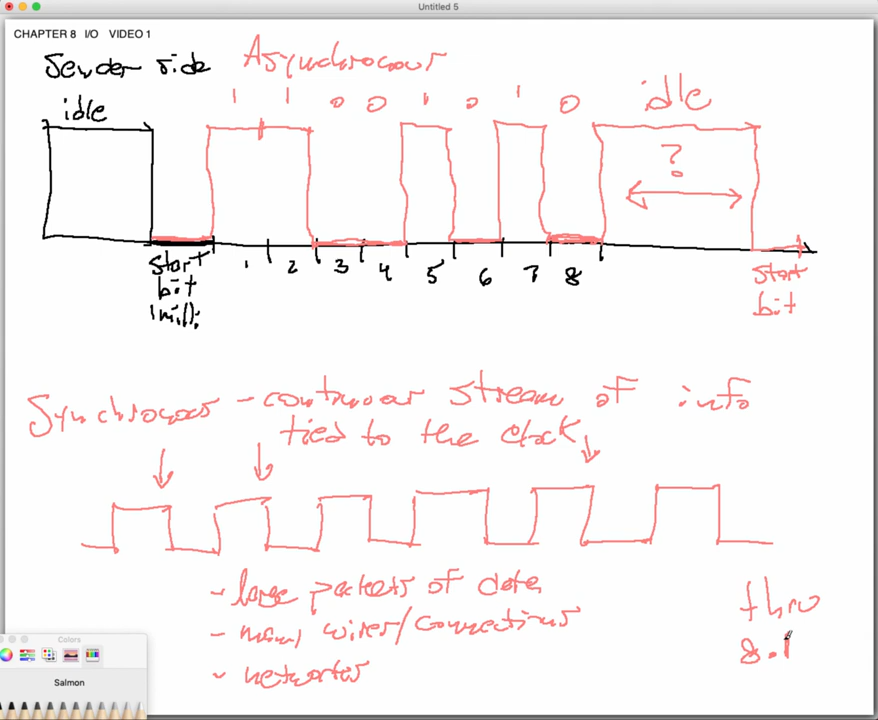 Untitled 5
CHAPTER 8 I/O VIDEO 1
Sender side Asynchronous
idle 1 1 0 0 1 0 1 0 idle
?
start 1 2 3 4 5 6 7 8 start
bit bit
1 mill:
Synchronous - continuous stream of info
tied to the clock
- large packets of data
- many wires/connections
- networks
thru
8.1
Colors
Salmon